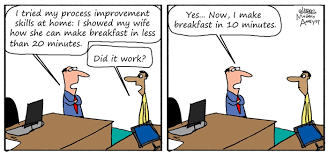 I tried my process improvement
skills at home: I showed my wife
how she can make breakfast in less
than 20 minutes.
Did it work?
Yes... Now, I make
breakfast in 10 minutes.